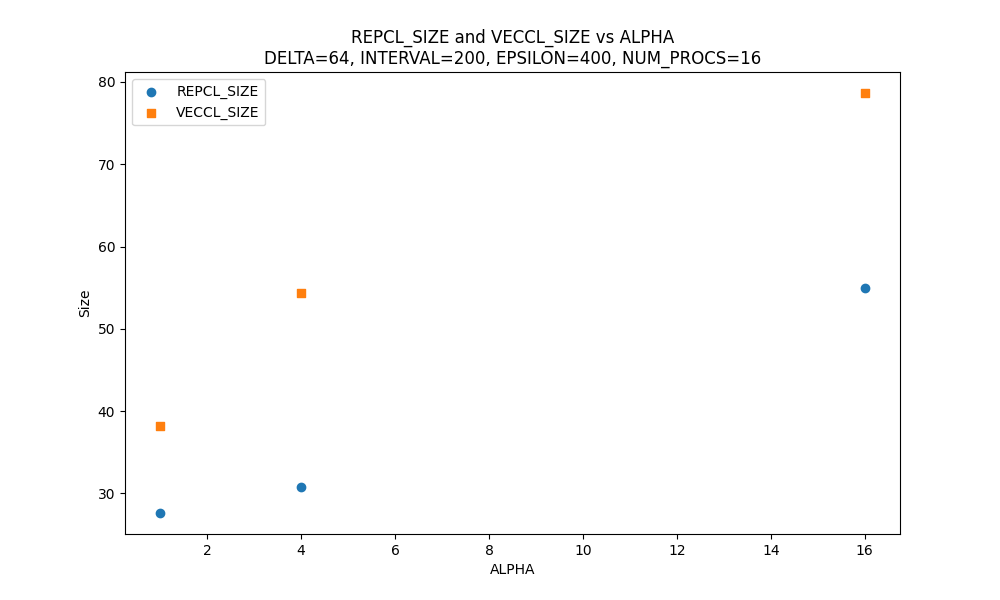 REPCL_SIZE and VECCL_SIZE vs ALPHA
DELTA=64, INTERVAL=200, EPSILON=400, NUM_PROCS=16
REPCL_SIZE
VECCL_SIZE
80
70
60
50
40
30
Size
2 4 6 8 10 12 14 16
ALPHA